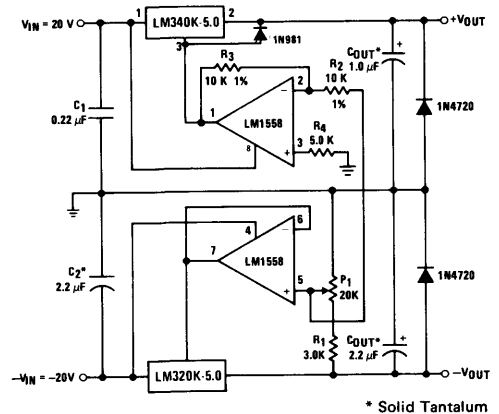 VIN = 20 V
1
LM340K-5.0
2
+VOUT
3
1N981
R3
10 K 1%
COUT*
1.0 µF
+
2
R2
10 K
1%
−
C1
0.22 µF
1
LM1558
R4
5.0 K
3
+
8
1N4720
4
6
−
C2*
2.2 µF
7
LM1558
5
+
P1
20K
1N4720
R1
3.0K
COUT*
2.2 µF
+
−VIN = −20V
LM320K-5.0
−VOUT
* Solid Tantalum